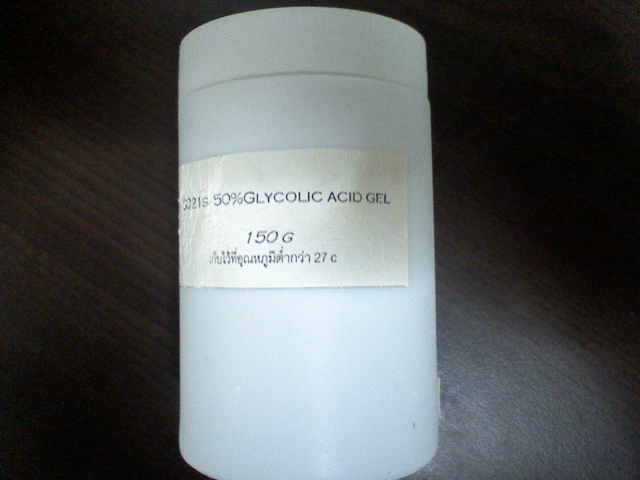 50%GLYCOLIC ACID GEL
150 G
เก็บไว้ที่อุณหภูมิต่ำกว่า 27 c